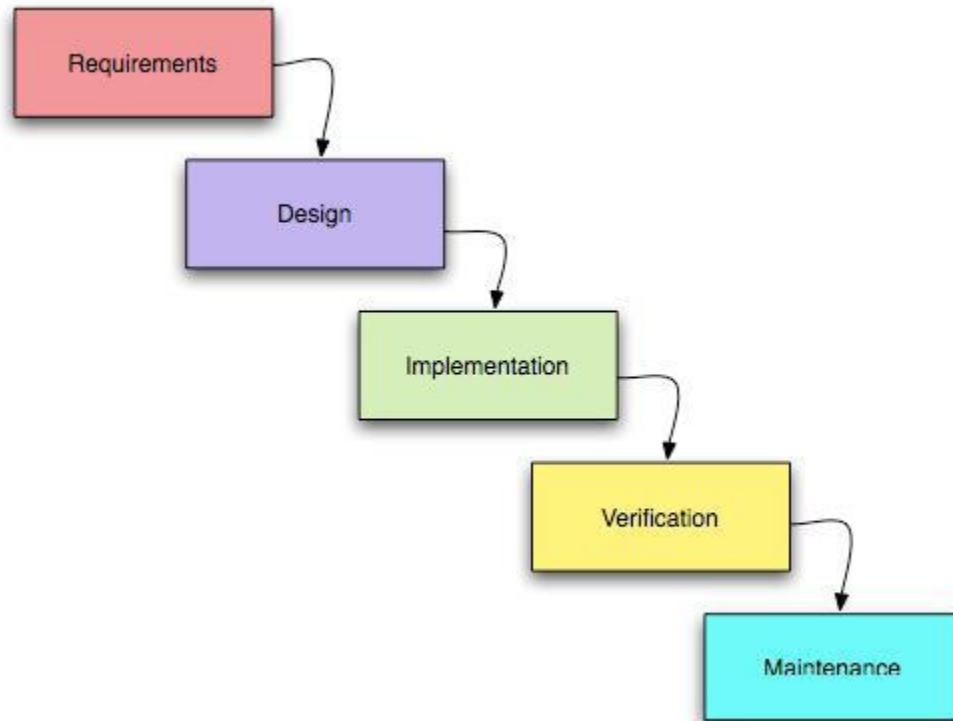 Requirements
Design
Implementation
Verification
Maintenance